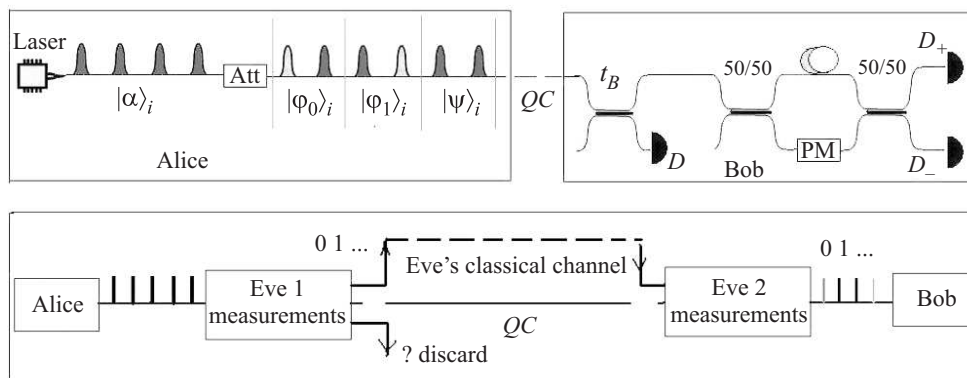 Laser
Att
|α⟩i
|φ0⟩i
|φ1⟩i
|ψ⟩i
Alice
QC
tB
D
50/50
50/50
PM
Bob
D+
D−
Alice
Eve 1
measurements
0 1 ...
Eve's classical channel
QC
? discard
Eve 2
measurements
0 1 ...
Bob